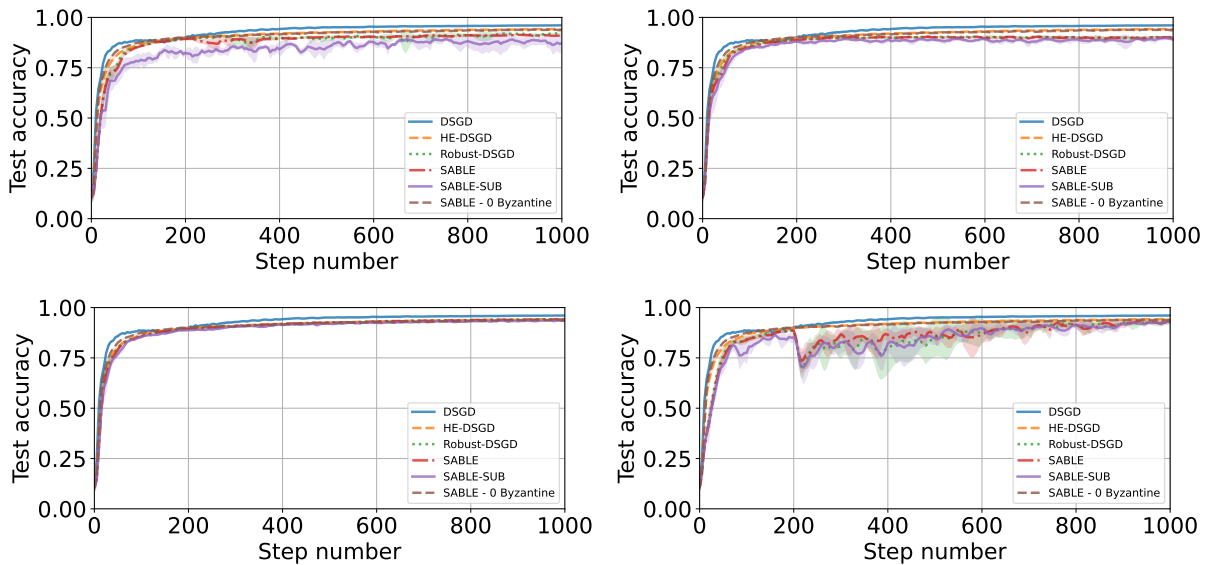 1.00
0.75
0.50
0.25
0.00
Test accuracy
DSGD
HE-DSGD
Robust-DSGD
SABLE
SABLE-SUB
SABLE - 0 Byzantine
0 200 400 600 800 1000
Step number
1.00
0.75
0.50
0.25
0.00
Test accuracy
DSGD
HE-DSGD
Robust-DSGD
SABLE
SABLE-SUB
SABLE - 0 Byzantine
0 200 400 600 800 1000
Step number
1.00
0.75
0.50
0.25
0.00
Test accuracy
DSGD
HE-DSGD
Robust-DSGD
SABLE
SABLE-SUB
SABLE - 0 Byzantine
0 200 400 600 800 1000
Step number
1.00
0.75
0.50
0.25
0.00
Test accuracy
DSGD
HE-DSGD
Robust-DSGD
SABLE
SABLE-SUB
SABLE - 0 Byzantine
0 200 400 600 800 1000
Step number